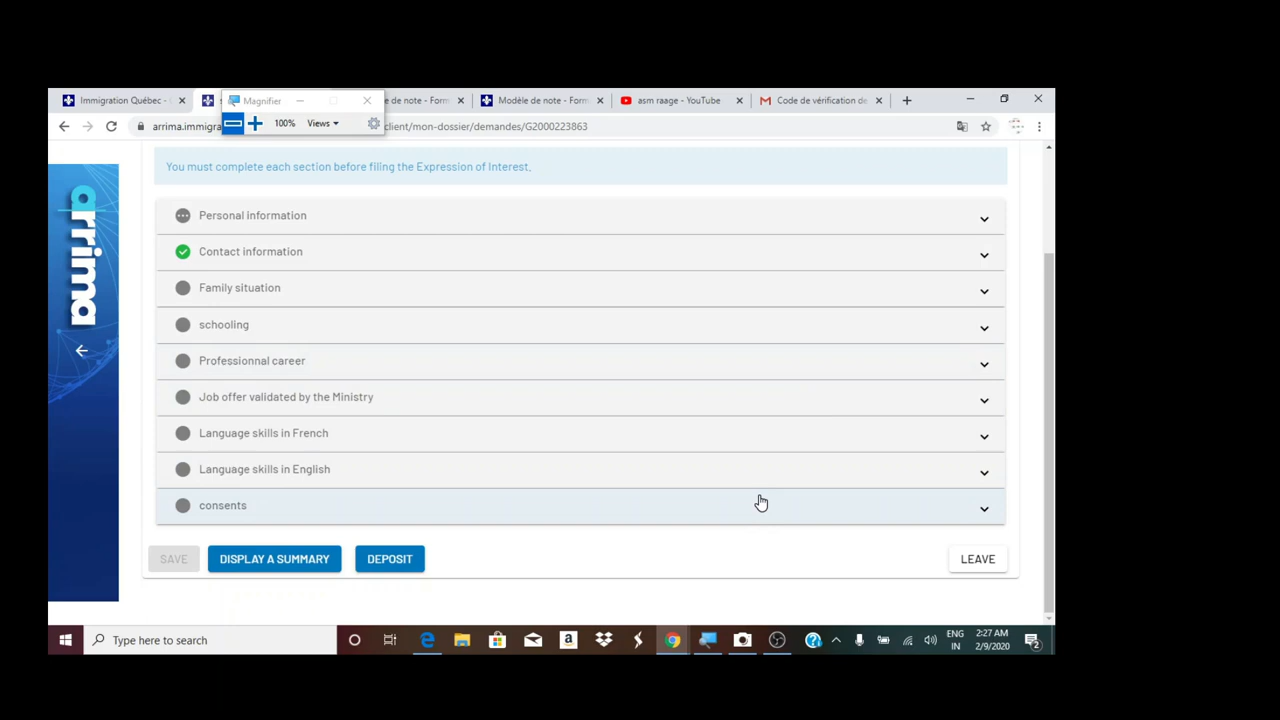 Immigration Québec -
Magnifier
de note - Form
Modèle de note - Form
asm raage - YouTube
Code de vérification de
100%
Views
arrima.immigra
client/mon-dossier/demandes/G2000223863
arrima
You must complete each section before filing the Expression of Interest.
Personal information
Contact information
Family situation
schooling
Professionnal career
Job offer validated by the Ministry
Language skills in French
Language skills in English
consents
SAVE
DISPLAY A SUMMARY
DEPOSIT
LEAVE
Type here to search
ENG
IN
2:27 AM
2/9/2020
2